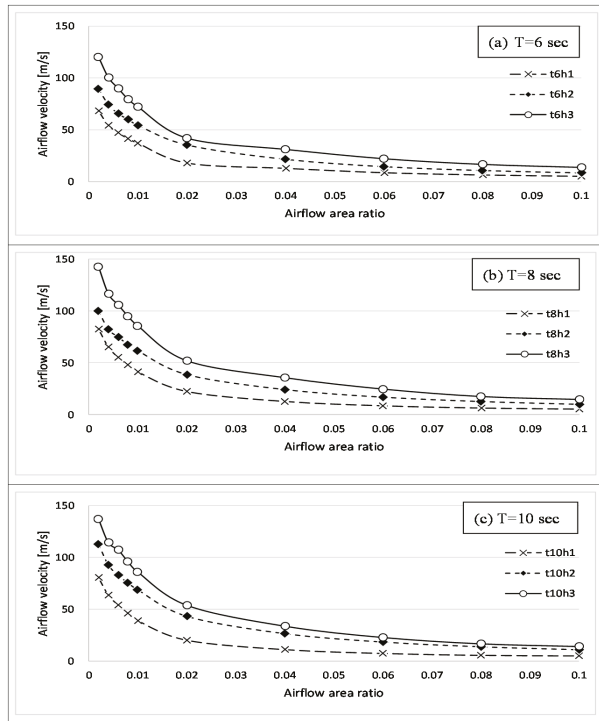 (a) T=6 sec
t6h1
t6h2
t6h3
Airflow velocity [m/s]
150
100
50
0
0 0.01 0.02 0.03 0.04 0.05 0.06 0.07 0.08 0.09 0.1
Airflow area ratio
(b) T=8 sec
t8h1
t8h2
t8h3
Airflow velocity [m/s]
150
100
50
0
0 0.01 0.02 0.03 0.04 0.05 0.06 0.07 0.08 0.09 0.1
Airflow area ratio
(c) T=10 sec
t10h1
t10h2
t10h3
Airflow velocity [m/s]
150
100
50
0
0 0.01 0.02 0.03 0.04 0.05 0.06 0.07 0.08 0.09 0.1
Airflow area ratio